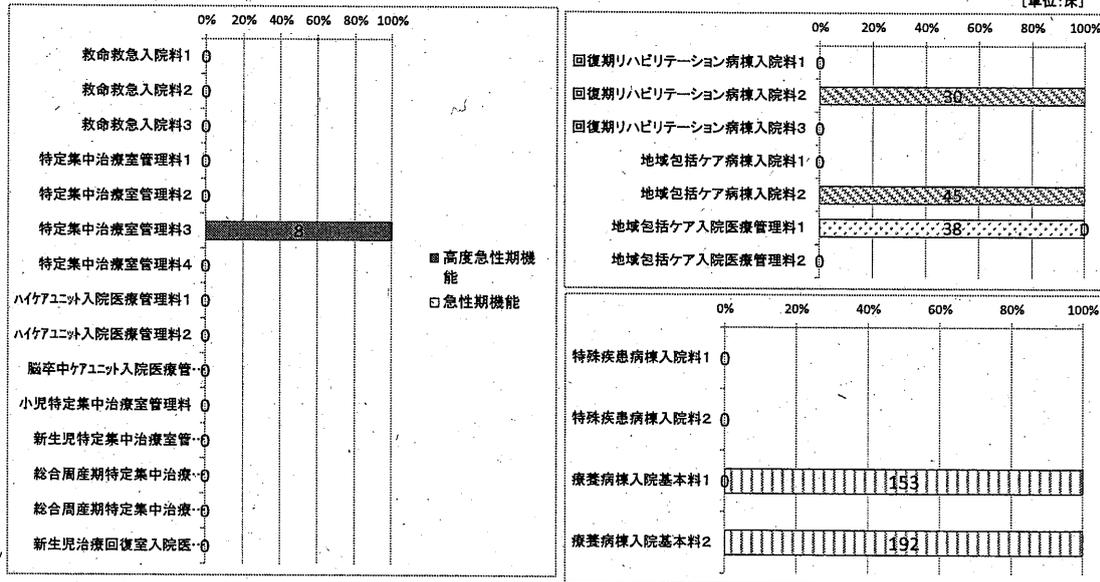 [単位:床]
0% 20% 40% 60% 80% 100%
救命救急入院料1 0
救命救急入院料2 0
救命救急入院料3 0
特定集中治療室管理料1 0
特定集中治療室管理料2 0
特定集中治療室管理料3 8
特定集中治療室管理料4 0
ハイケアユニット入院医療管理料1 0
ハイケアユニット入院医療管理料2 0
脳卒中ケアユニット入院医療管… 0
小児特定集中治療室管理料 0
新生児特定集中治療室管… 0
総合周産期特定集中治療… 0
総合周産期特定集中治療… 0
新生児治療回復室入院医… 0
高度急性期機
能
急性期機能
0% 20% 40% 60% 80% 100%
回復期リハビリテーション病棟入院料1 0
回復期リハビリテーション病棟入院料2 30
回復期リハビリテーション病棟入院料3 0
地域包括ケア病棟入院料1 0
地域包括ケア病棟入院料2 45
地域包括ケア入院医療管理料1 38 0
地域包括ケア入院医療管理料2 0
0% 20% 40% 60% 80% 100%
特殊疾患病棟入院料1 0
特殊疾患病棟入院料2 0
療養病棟入院基本料1 0 153
療養病棟入院基本料2 192